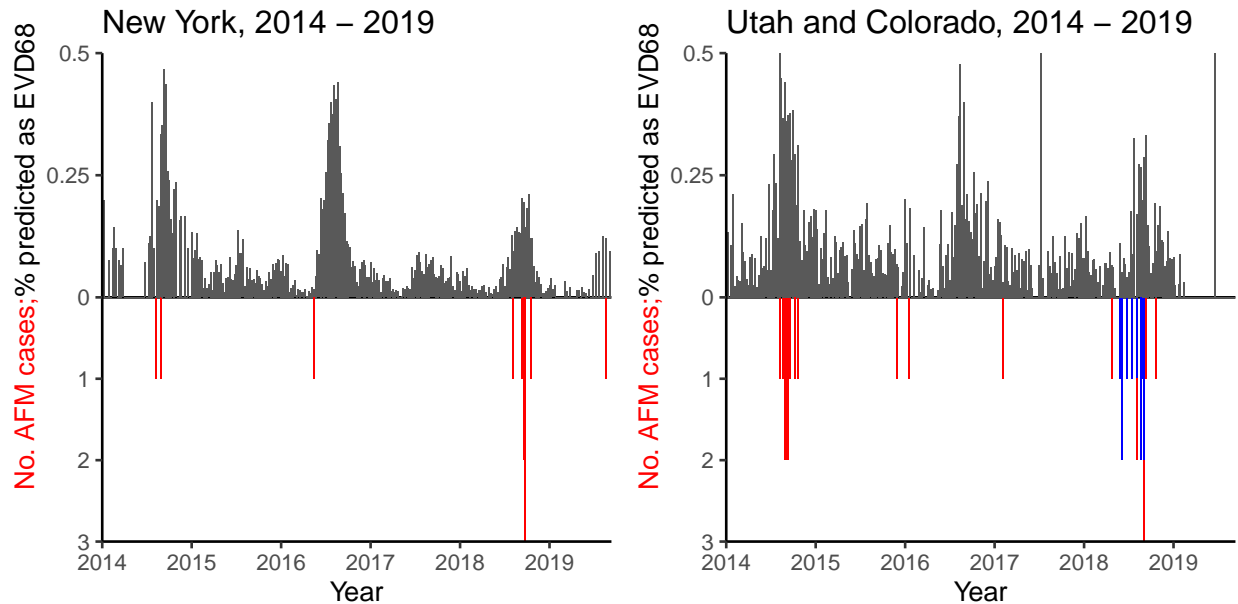 New York, 2014 – 2019
No. AFM cases;% predicted as EVD68
0.5
0.25
0
1
2
3
2014 2015 2016 2017 2018 2019
Year
Utah and Colorado, 2014 – 2019
No. AFM cases;% predicted as EVD68
0.5
0.25
0
1
2
3
2014 2015 2016 2017 2018 2019
Year